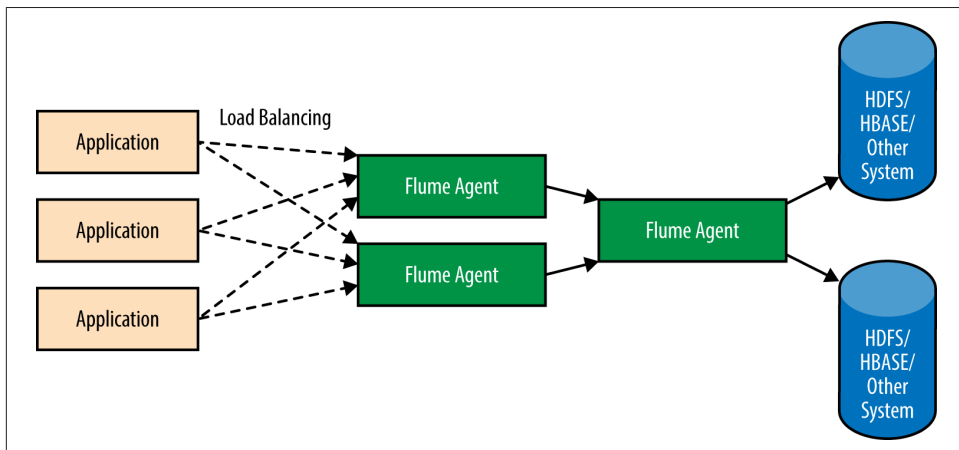 Load Balancing
Application
Application
Application
Flume Agent
Flume Agent
Flume Agent
HDFS/
HBASE/
Other
System
HDFS/
HBASE/
Other
System